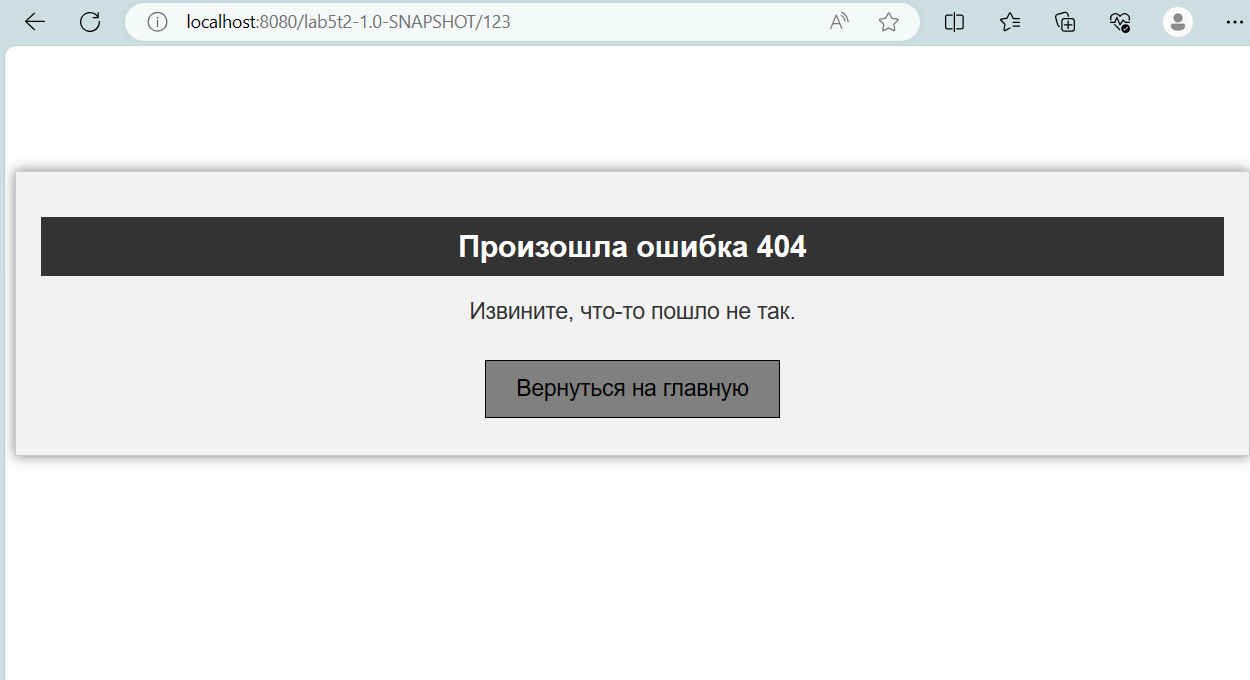 localhost:8080/lab5t2-1.0-SNAPSHOT/123
Произошла ошибка 404
Извините, что-то пошло не так.
Вернуться на главную